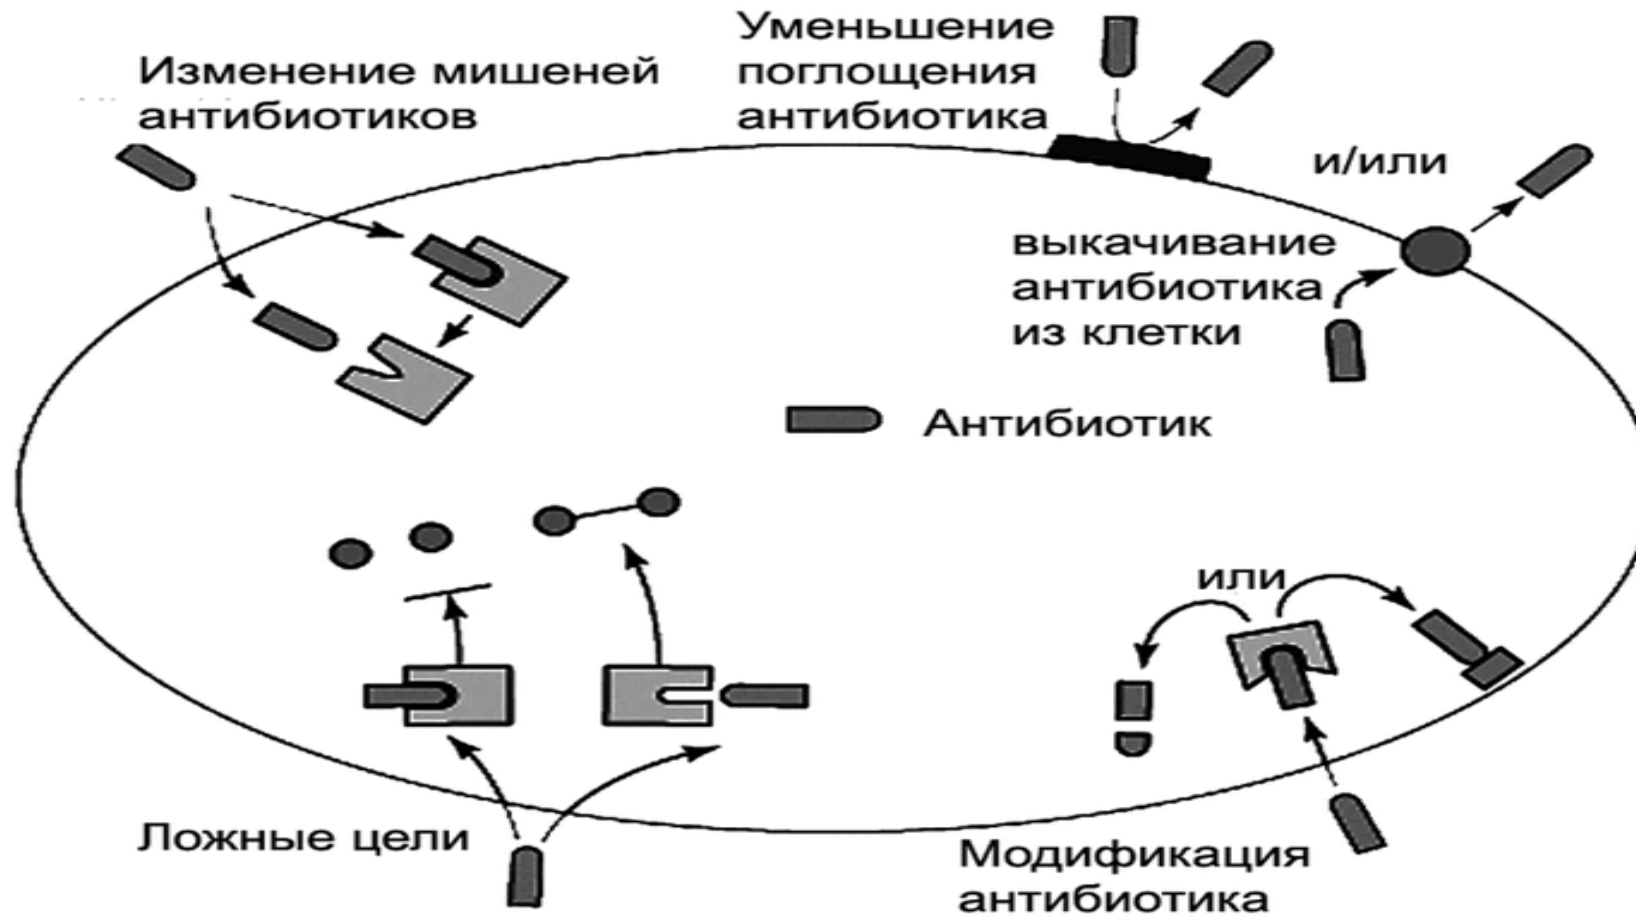 Изменение мишеней
антибиотиков
Уменьшение
поглощения
антибиотика
и/или
выкачивание
антибиотика
из клетки
Антибиотик
или
Ложные цели
Модификация
антибиотика